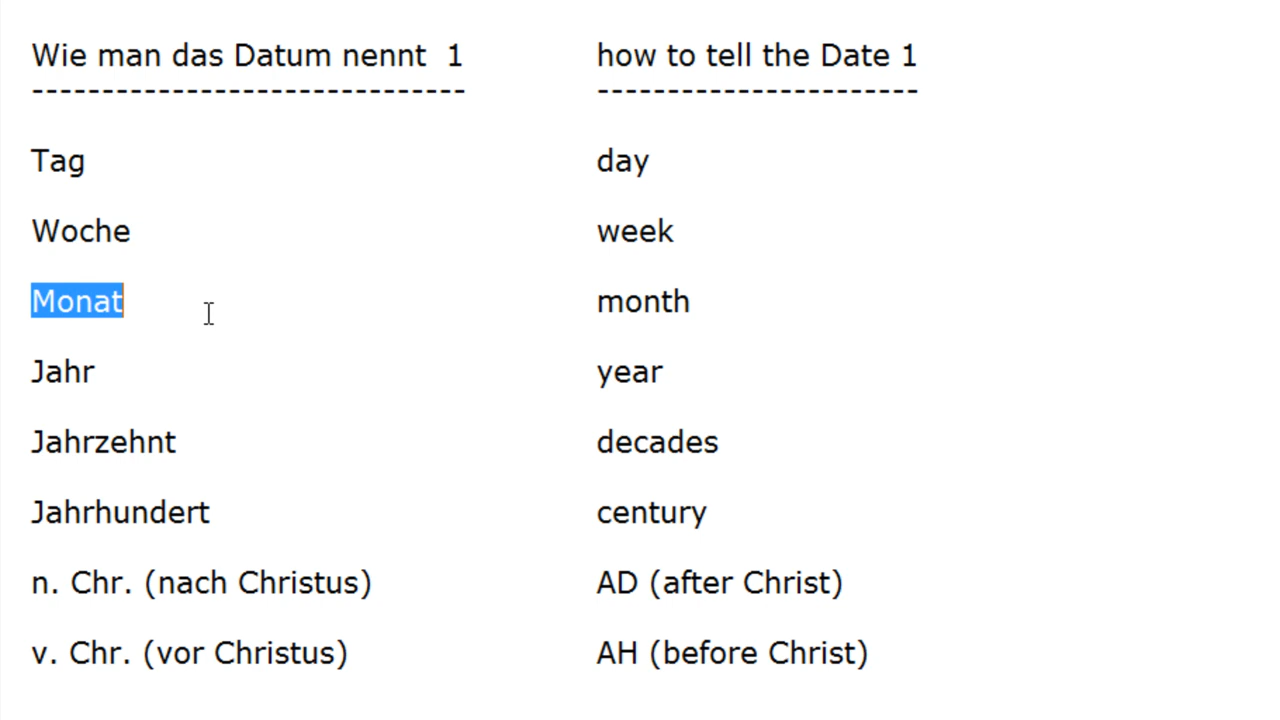 Wie man das Datum nennt 1 how to tell the Date 1
------------------------------- -----------------------
Tag day
Woche week
Monat month
Jahr year
Jahrzehnt decades
Jahrhundert century
n. Chr. (nach Christus) AD (after Christ)
v. Chr. (vor Christus) AH (before Christ)